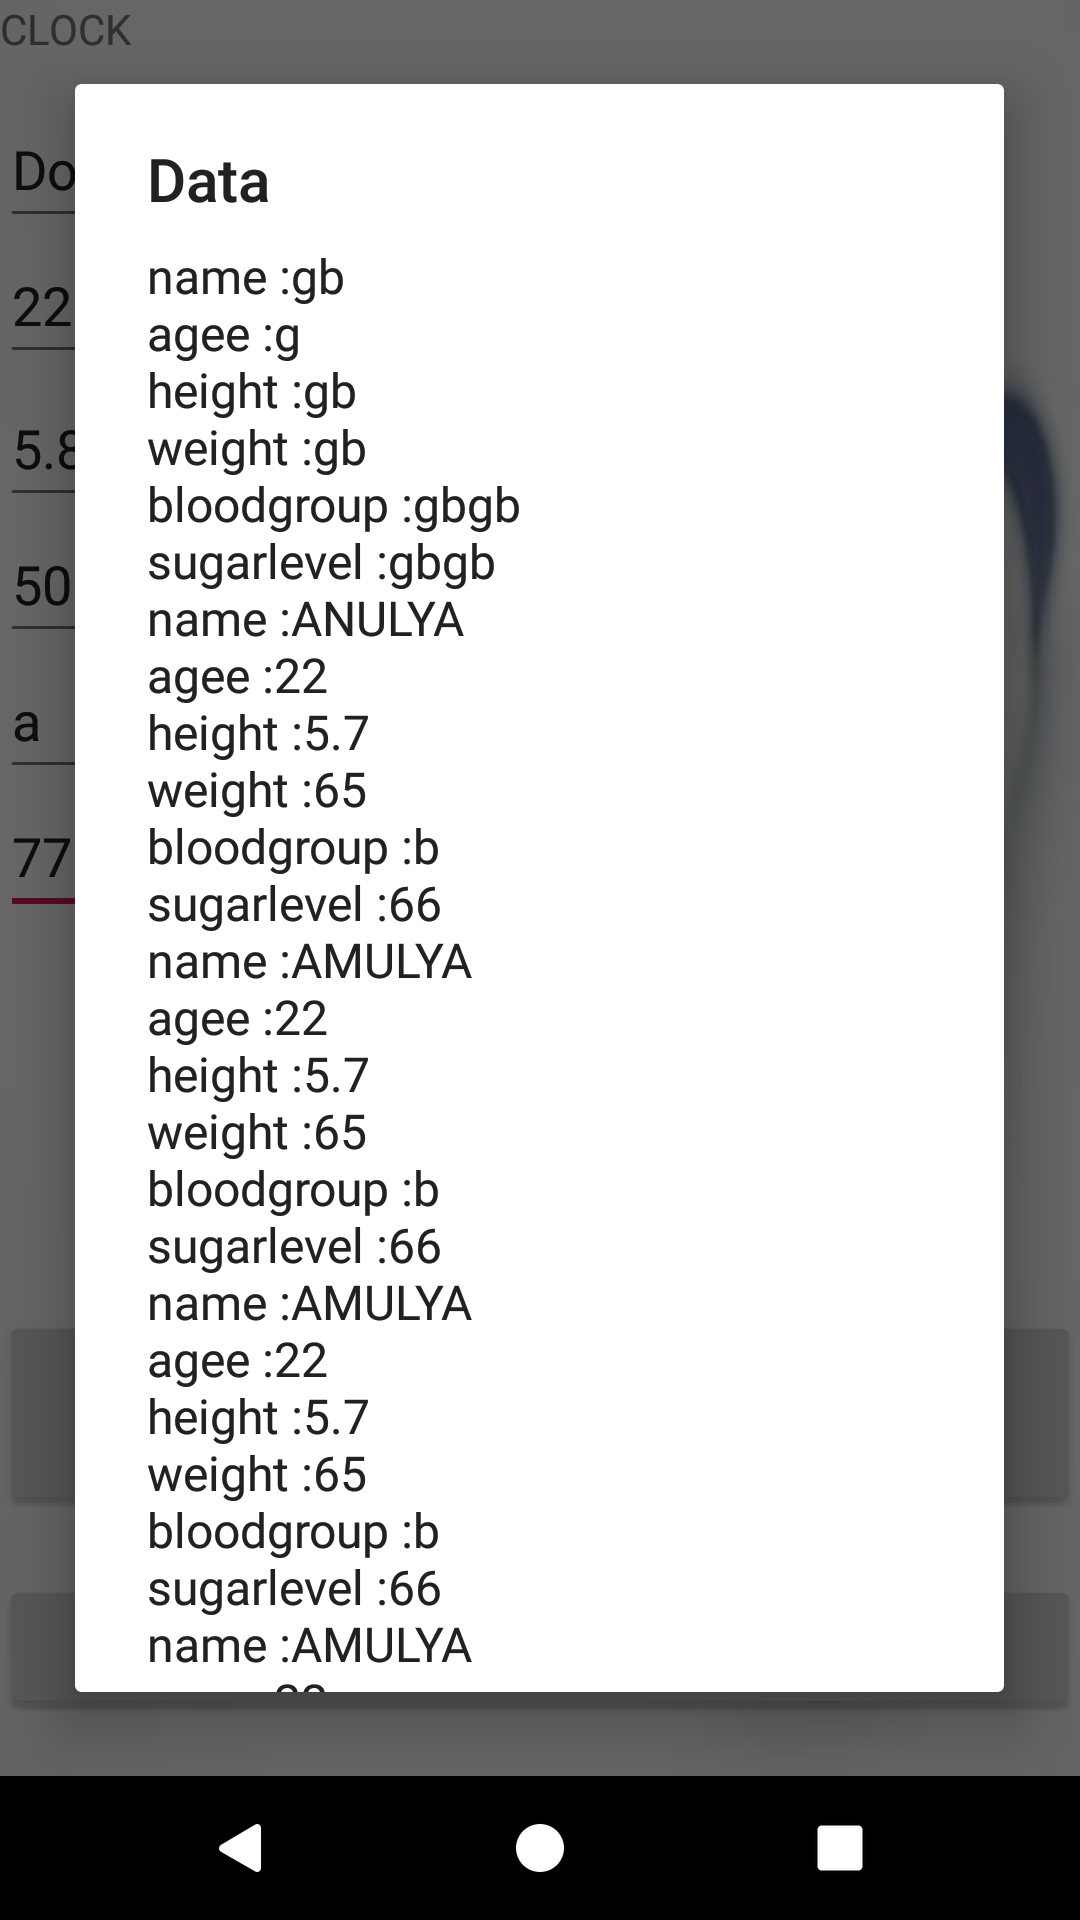 CLOCK
Data
name :gb
agee :g
height :gb
weight :gb
bloodgroup :gbgb
sugarlevel :gbgb
name :ANULYA
agee :22
height :5.7
weight :65
bloodgroup :b
sugarlevel :66
name :AMULYA
agee :22
height :5.7
weight :65
bloodgroup :b
sugarlevel :66
name :AMULYA
agee :22
height :5.7
weight :65
bloodgroup :b
sugarlevel :66
name :AMULYA
Do
22
5.8
50
a
77